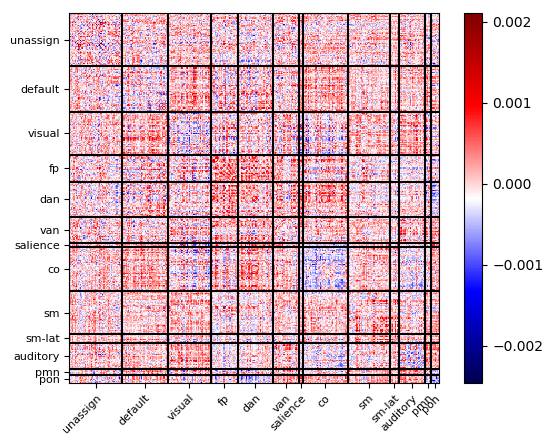 unassign
default
visual
fp
dan
van
salience
co
sm
sm-lat
auditory
pmn
pon
unassign
default
visual
fp
dan
van
salience
co
sm
sm-lat
auditory
pmn
pon
0.002
0.001
0.000
−0.001
−0.002